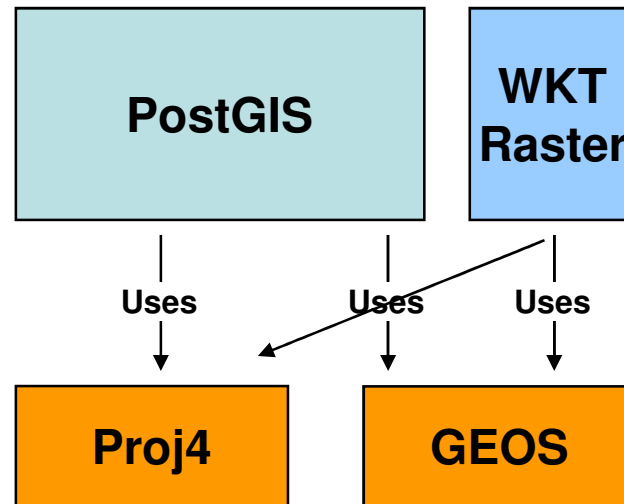 PostGIS
WKT
Raster
Uses
Uses
Uses
Proj4
GEOS